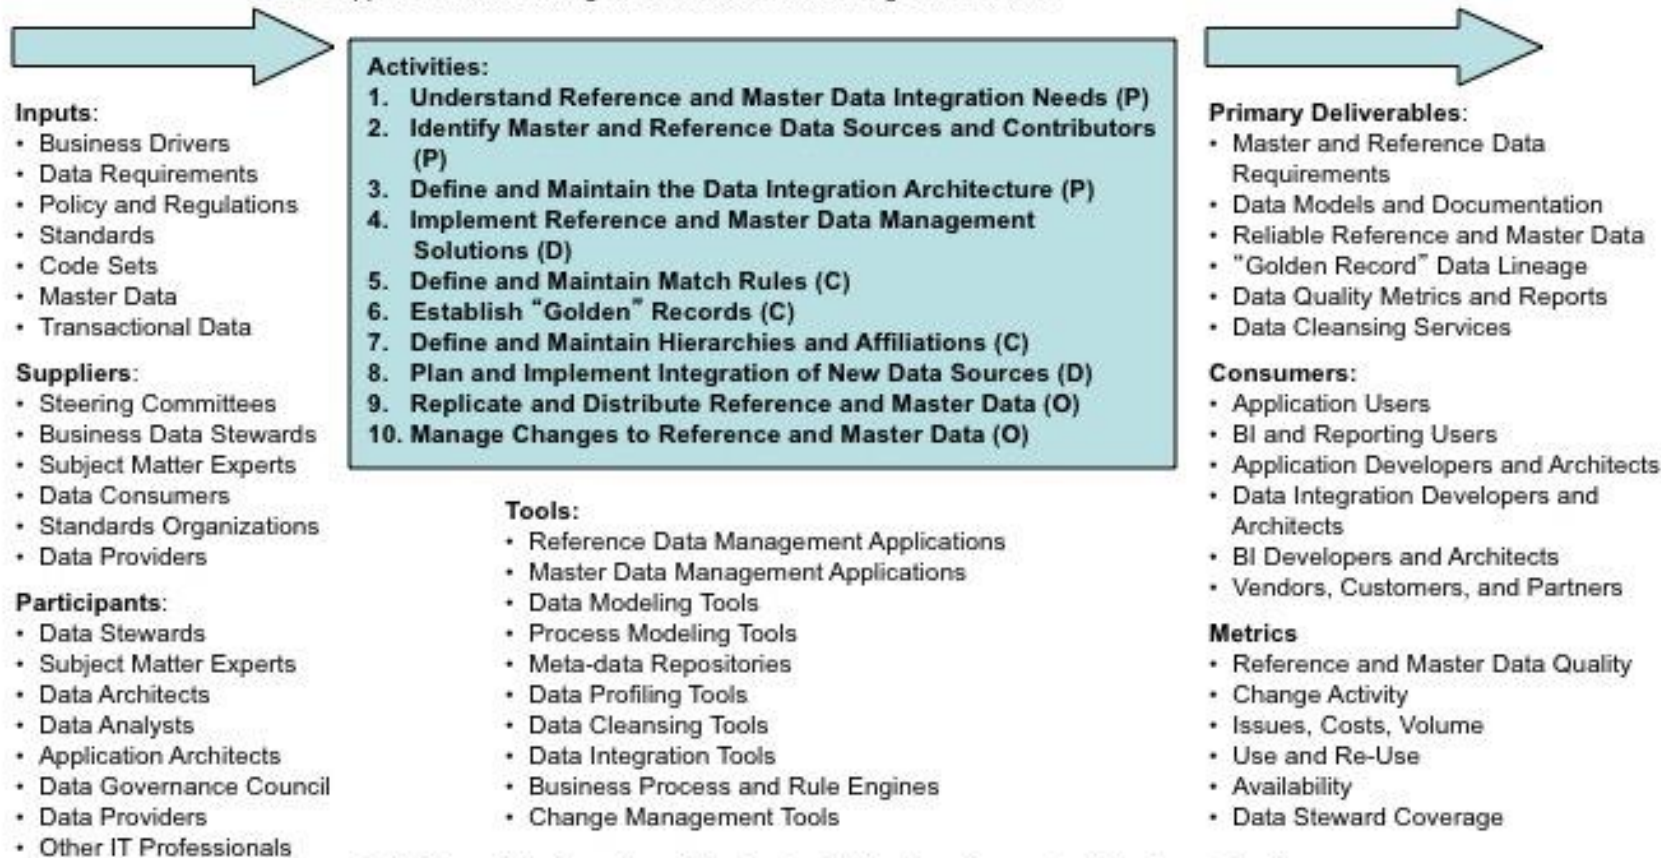 Inputs:
• Business Drivers
• Data Requirements
• Policy and Regulations
• Standards
• Code Sets
• Master Data
• Transactional Data
Suppliers:
• Steering Committees
• Business Data Stewards
• Subject Matter Experts
• Data Consumers
• Standards Organizations
• Data Providers
Participants:
• Data Stewards
• Subject Matter Experts
• Data Architects
• Data Analysts
• Application Architects
• Data Governance Council
• Data Providers
• Other IT Professionals
Activities:
1. Understand Reference and Master Data Integration Needs (P)
2. Identify Master and Reference Data Sources and Contributors
(P)
3. Define and Maintain the Data Integration Architecture (P)
4. Implement Reference and Master Data Management
Solutions (D)
5. Define and Maintain Match Rules (C)
6. Establish “Golden” Records (C)
7. Define and Maintain Hierarchies and Affiliations (C)
8. Plan and Implement Integration of New Data Sources (D)
9. Replicate and Distribute Reference and Master Data (O)
10. Manage Changes to Reference and Master Data (O)
Tools:
• Reference Data Management Applications
• Master Data Management Applications
• Data Modeling Tools
• Process Modeling Tools
• Meta-data Repositories
• Data Profiling Tools
• Data Cleansing Tools
• Data Integration Tools
• Business Process and Rule Engines
• Change Management Tools
Primary Deliverables:
• Master and Reference Data
Requirements
• Data Models and Documentation
• Reliable Reference and Master Data
• “Golden Record” Data Lineage
• Data Quality Metrics and Reports
• Data Cleansing Services
Consumers:
• Application Users
• BI and Reporting Users
• Application Developers and Architects
• Data Integration Developers and
Architects
• BI Developers and Architects
• Vendors, Customers, and Partners
Metrics
• Reference and Master Data Quality
• Change Activity
• Issues, Costs, Volume
• Use and Re-Use
• Availability
• Data Steward Coverage